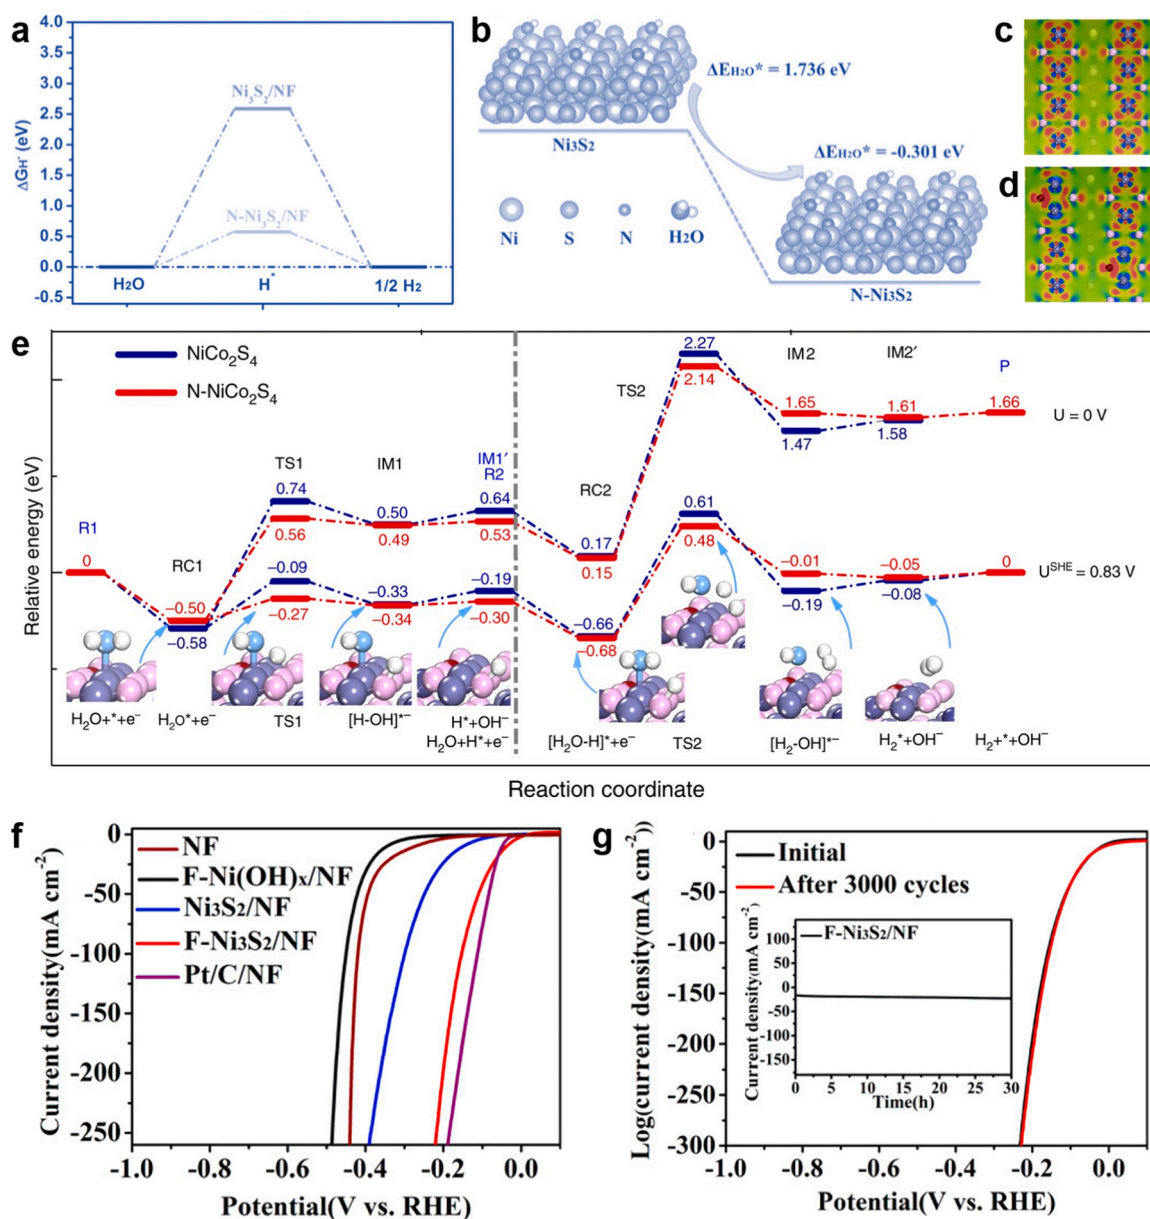 a
4.0
3.5
3.0
2.5
2.0
1.5
1.0
0.5
0.0
-0.5
ΔGH* (eV)
Ni3S2/NF
N-Ni3S2/NF
H2O
H*
1/2 H2
b
ΔEH2O* = 1.736 eV
Ni3S2
ΔEH2O* = -0.301 eV
Ni
S
N
H2O
N-Ni3S2
c
d
e
NiCo2S4
N-NiCo2S4
Relative energy (eV)
R1
0
RC1
−0.50
−0.58
TS1
0.74
0.56
−0.09
−0.27
IM1
0.50
0.49
−0.33
−0.34
IM1′
R2
0.64
0.53
−0.19
−0.30
RC2
0.17
0.15
−0.66
−0.68
TS2
2.27
2.14
0.61
0.48
IM2
1.65
1.47
−0.01
−0.19
IM2′
1.61
1.58
−0.05
−0.08
P
1.66
0
U = 0 V
U^SHE = 0.83 V
H2O+*+e−
H2O*+e−
TS1
[H-OH]*−
H*+OH−
H2O+H*+e−
[H2O-H]*+e−
TS2
[H2-OH]*−
H2*+OH−
H2+*+OH−
Reaction coordinate
f
0
-50
-100
-150
-200
-250
Current density(mA cm-2)
NF
F-Ni(OH)x/NF
Ni3S2/NF
F-Ni3S2/NF
Pt/C/NF
-1.0
-0.8
-0.6
-0.4
-0.2
0.0
Potential(V vs. RHE)
g
0
-50
-100
-150
-200
-250
-300
Log(current density(mA cm-2))
Initial
After 3000 cycles
F-Ni3S2/NF
100
50
0
-50
-100
-150
Current density(mA cm-2)
0
10
20
30
Time(h)
-1.0
-0.8
-0.6
-0.4
-0.2
0.0
Potential(V vs. RHE)